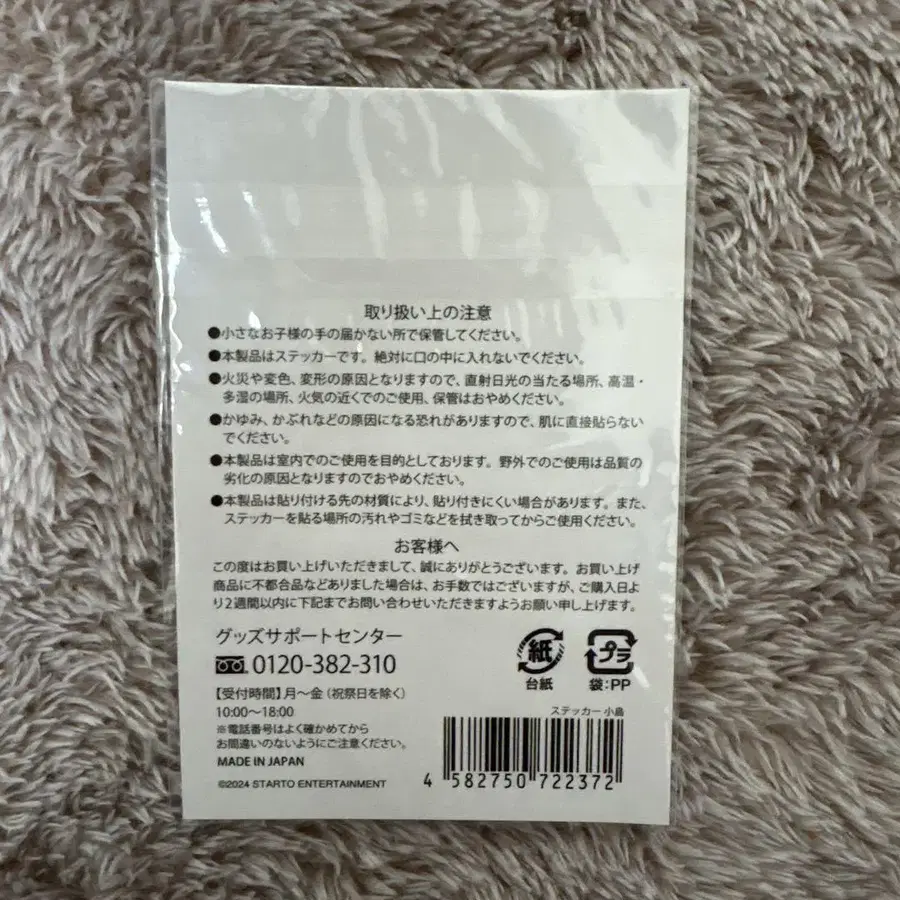 取り扱い上の注意
●小さなお子様の手の届かない所で保管してください。
●本製品はステッカーです。絶対に口の中に入れないでください。
●火災や変色、変形の原因となりますので、直射日光の当たる場所、高温・
多湿の場所、火気の近くでのご使用、保管はおやめください。
●かゆみ、かぶれなどの原因になる恐れがありますので、肌に直接貼らない
でください。
●本製品は室内でのご使用を目的としております。野外でのご使用は品質の
劣化の原因となりますのでおやめください。
●本製品は貼り付ける先の材質により、貼り付きにくい場合があります。また、
ステッカーを貼る場所の汚れやゴミなどを拭き取ってからご使用ください。
お客様へ
この度はお買い上げいただきまして、誠にありがとうございます。お買い上げ
商品に不都合品などありました場合は、お手数ではございますが、ご購入日よ
り2週間以内に下記までお問い合わせいただきますようお願い申し上げます。
グッズサポートセンター
0120-382-310
【受付時間】月～金（祝祭日を除く）
10:00～18:00
※電話番号はよく確かめてから
お間違いのないようにご注意ください。
MADE IN JAPAN
©2024 STARTO ENTERTAINMENT
紙
台紙
プラ
袋:PP
ステッカー 小島
4 582750 722372